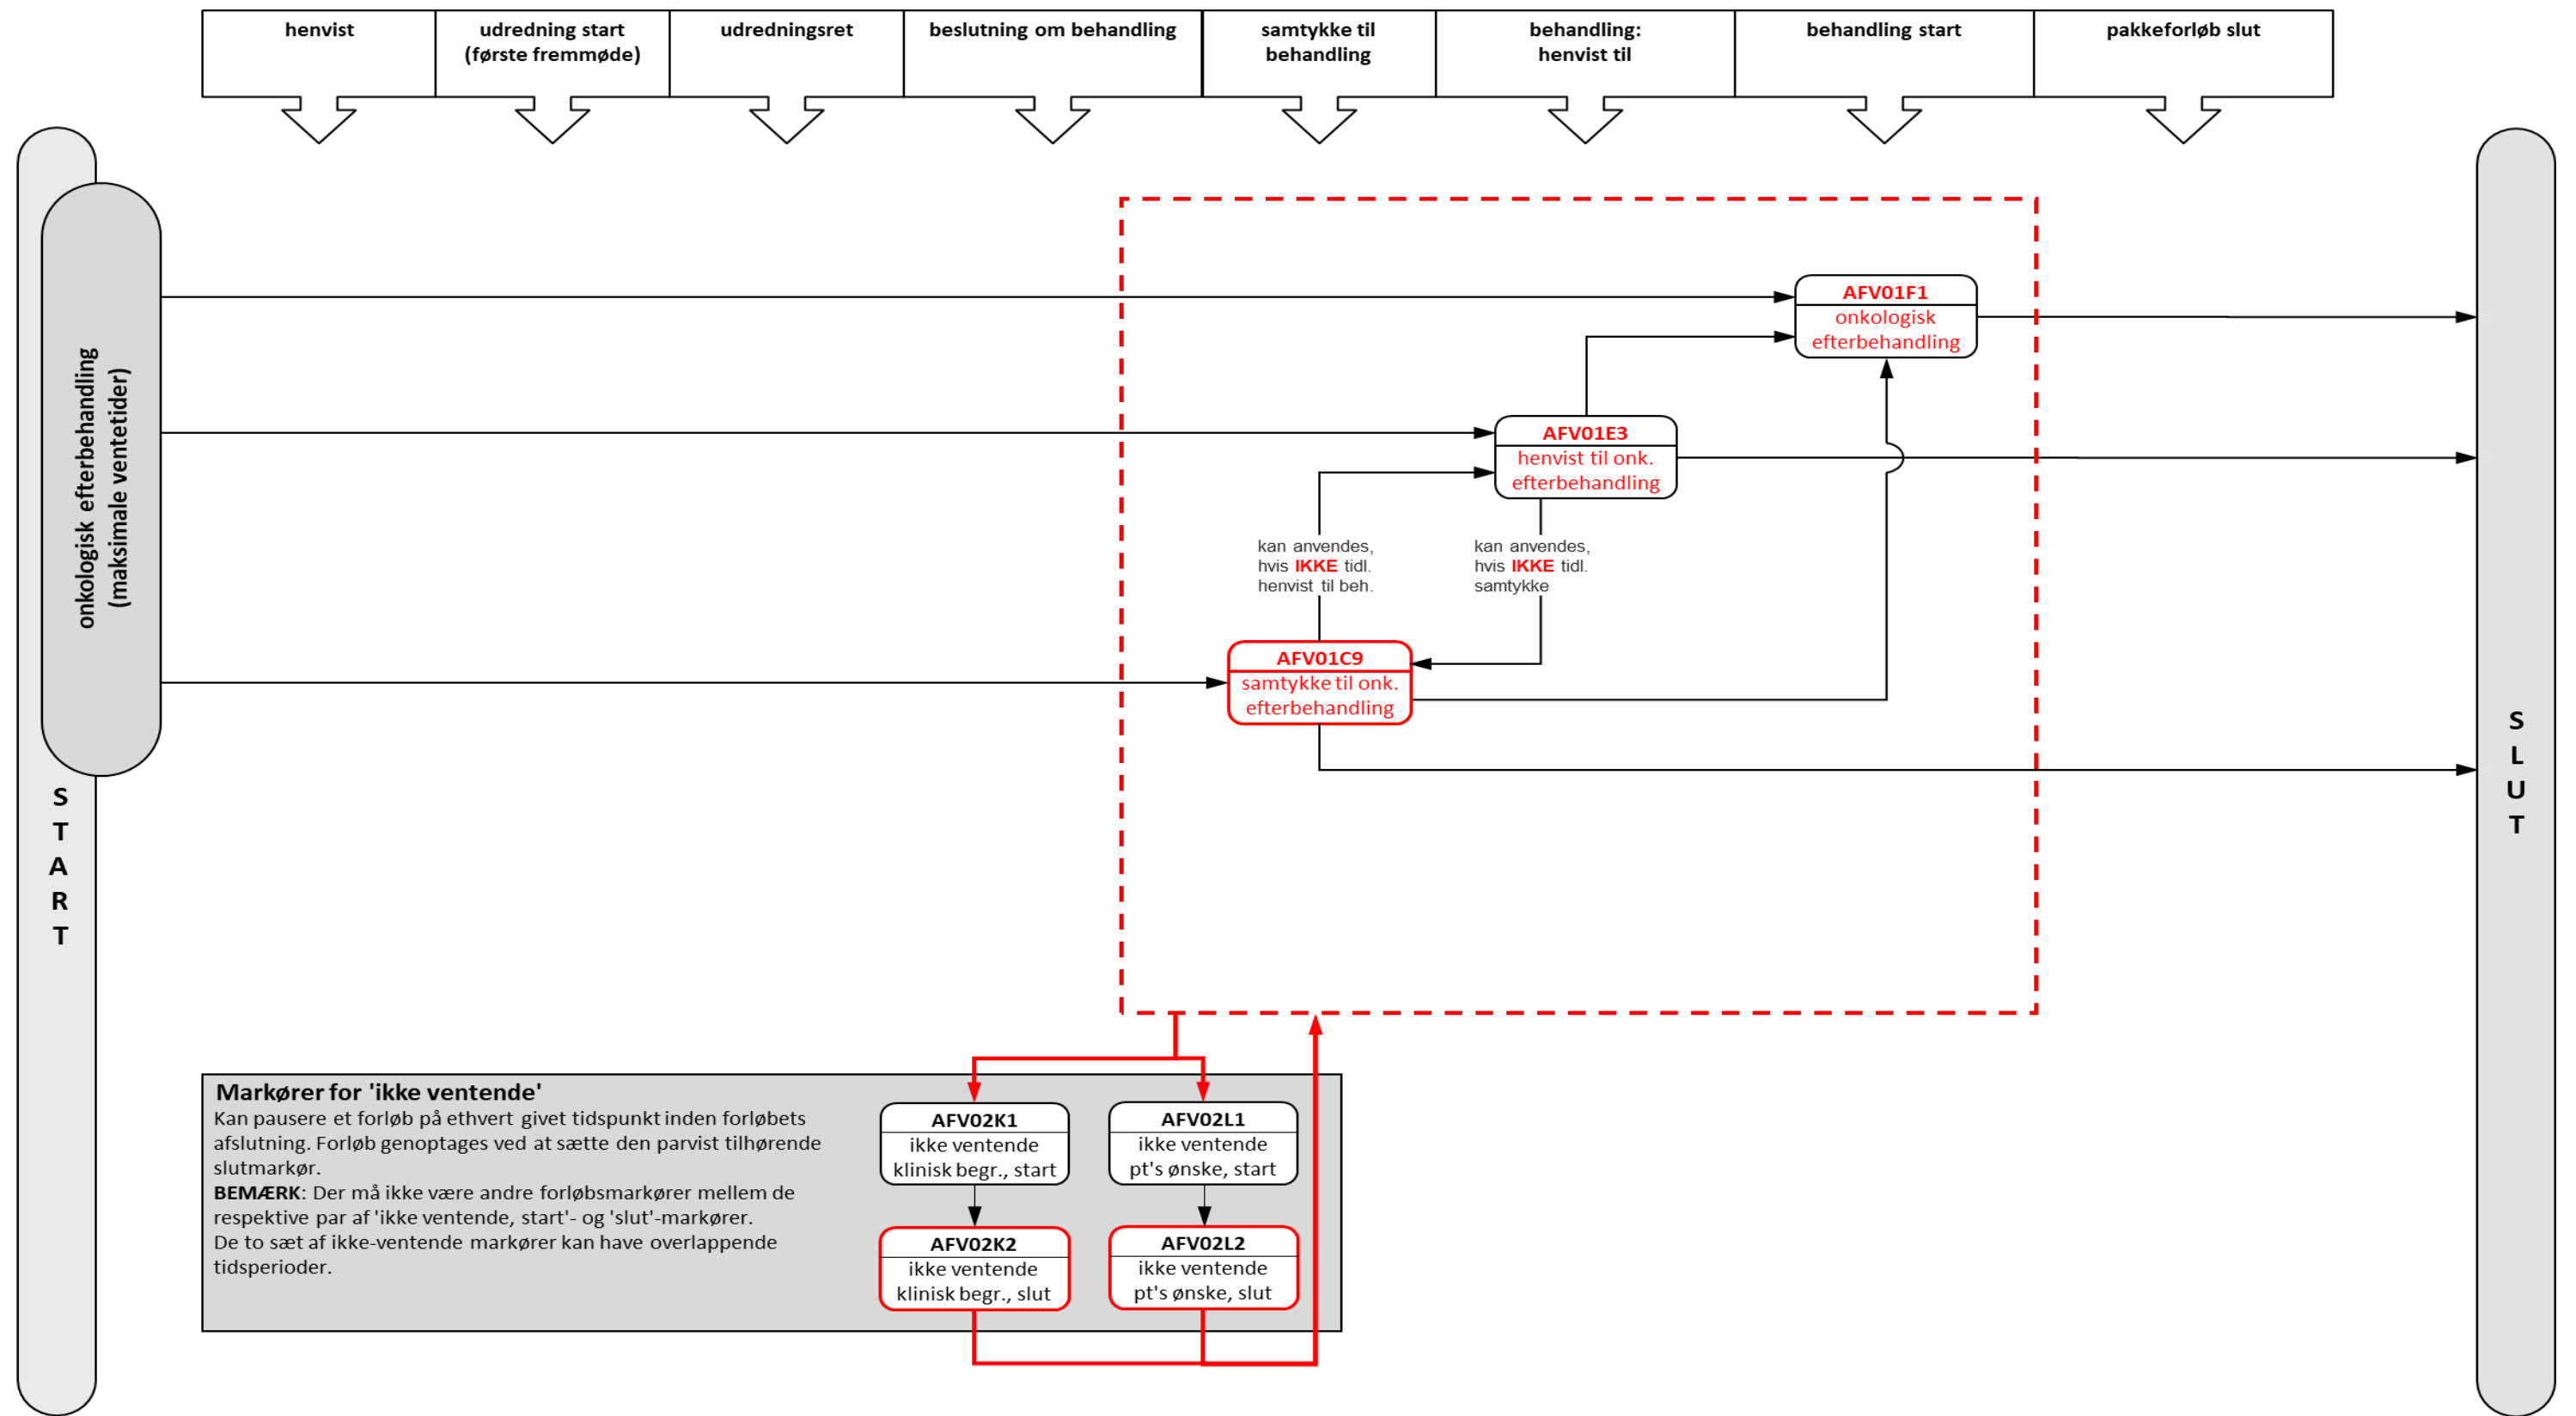 henvist
udredning start
(første fremmøde)
udredningsret
beslutning om behandling
samtykke til
behandling
behandling:
henvist til
behandling start
pakkeforløb slut
START
onkologisk efterbehandling
(maksimale ventetider)
AFV01F1
onkologisk
efterbehandling
AFV01E3
henvist til onk.
efterbehandling
kan anvendes,
hvis IKKE tidl.
henvist til beh.
kan anvendes,
hvis IKKE tidl.
samtykke
AFV01C9
samtykke til onk.
efterbehandling
SLUT
Markører for 'ikke ventende'
Kan pausere et forløb på ethvert givet tidspunkt inden forløbets
afslutning. Forløb genoptages ved at sætte den parvist tilhørende
slutmarkør.
BEMÆRK: Der må ikke være andre forløbsmarkører mellem de
respektive par af 'ikke ventende, start'- og 'slut'-markører.
De to sæt af ikke-ventende markører kan have overlappende
tidsperioder.
AFV02K1
ikke ventende
klinisk begr., start
AFV02L1
ikke ventende
pt's ønske, start
AFV02K2
ikke ventende
klinisk begr., slut
AFV02L2
ikke ventende
pt's ønske, slut